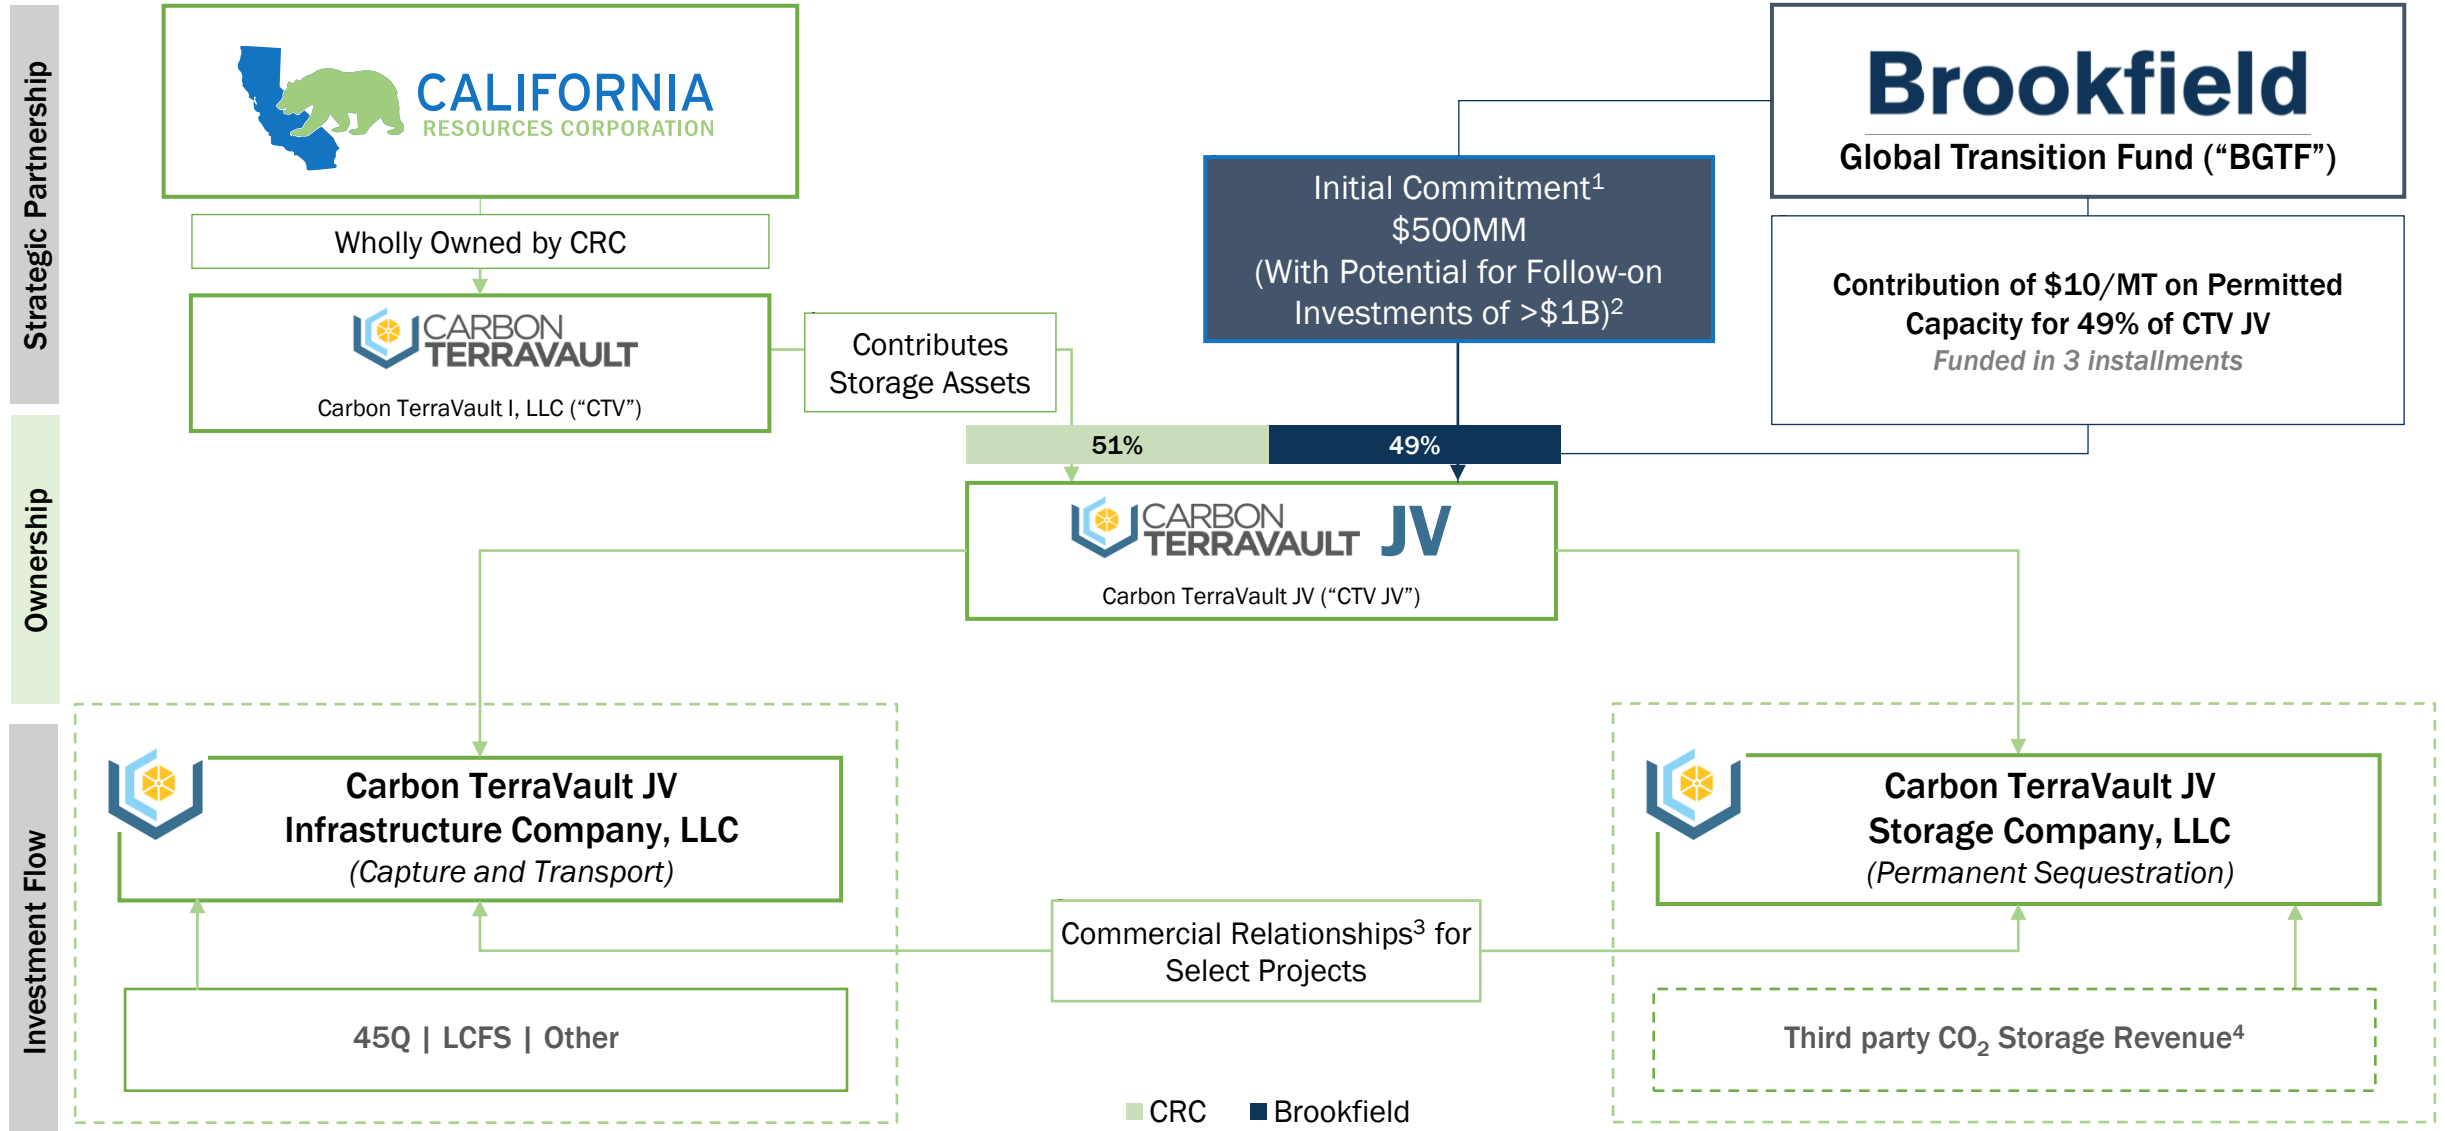 Strategic Partnership
CALIFORNIA
RESOURCES CORPORATION
Wholly Owned by CRC
CARBON
TERRAVAULT
Carbon TerraVault I, LLC (“CTV”)
Contributes
Storage Assets
Initial Commitment¹
$500MM
(With Potential for Follow-on
Investments of >$1B)²
Brookfield
Global Transition Fund (“BGTF”)
Contribution of $10/MT on Permitted
Capacity for 49% of CTV JV
Funded in 3 installments
Ownership
51%
49%
CARBON
TERRAVAULT JV
Carbon TerraVault JV (“CTV JV”)
Investment Flow
Carbon TerraVault JV
Infrastructure Company, LLC
(Capture and Transport)
45Q | LCFS | Other
Commercial Relationships³ for
Select Projects
Carbon TerraVault JV
Storage Company, LLC
(Permanent Sequestration)
Third party CO₂ Storage Revenue⁴
CRC
Brookfield